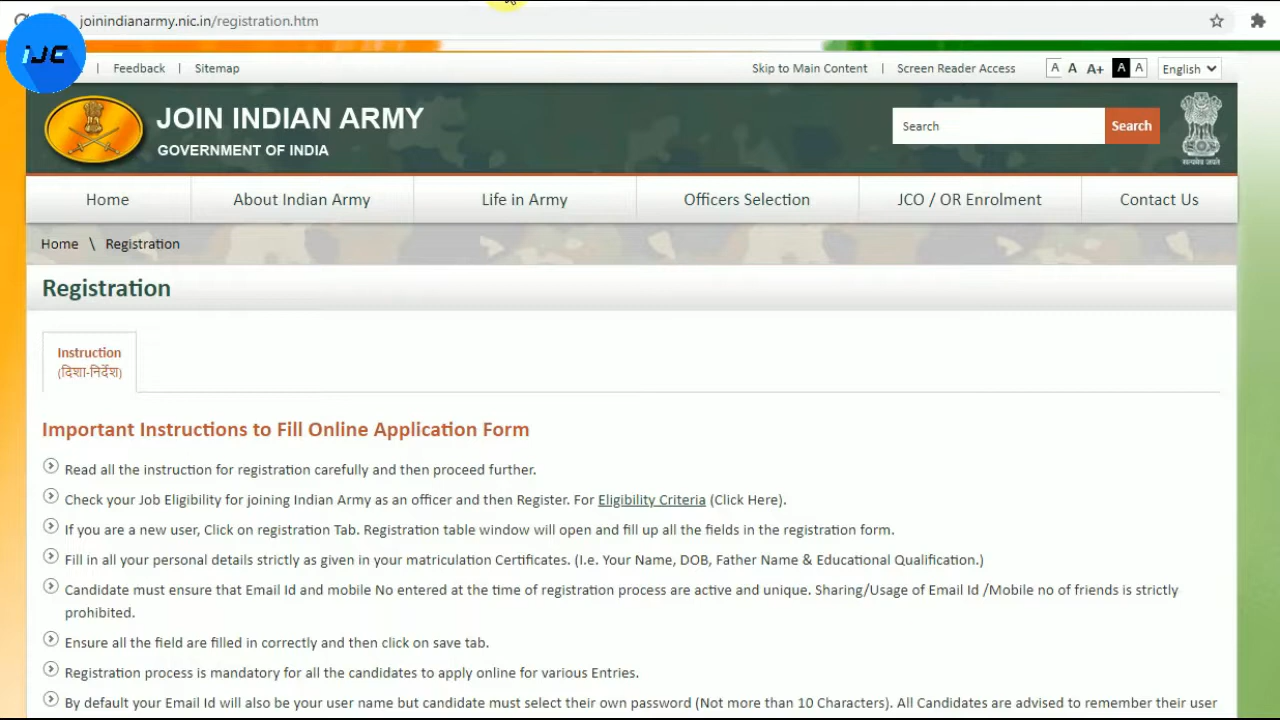 joinindianarmy.nic.in/registration.htm
iJC
| Feedback | Sitemap
Skip to Main Content | Screen Reader Access A A A+ A A English
JOIN INDIAN ARMY
GOVERNMENT OF INDIA
Search Search
सत्यमेव जयते
Home About Indian Army Life in Army Officers Selection JCO / OR Enrolment Contact Us
Home \ Registration
Registration
Instruction
(दिशा-निर्देश)
Important Instructions to Fill Online Application Form
Read all the instruction for registration carefully and then proceed further.
Check your Job Eligibility for joining Indian Army as an officer and then Register. For Eligibility Criteria (Click Here).
If you are a new user, Click on registration Tab. Registration table window will open and fill up all the fields in the registration form.
Fill in all your personal details strictly as given in your matriculation Certificates. (I.e. Your Name, DOB, Father Name & Educational Qualification.)
Candidate must ensure that Email Id and mobile No entered at the time of registration process are active and unique. Sharing/Usage of Email Id /Mobile no of friends is strictly
prohibited.
Ensure all the field are filled in correctly and then click on save tab.
Registration process is mandatory for all the candidates to apply online for various Entries.
By default your Email Id will also be your user name but candidate must select their own password (Not more than 10 Characters). All Candidates are advised to remember their user